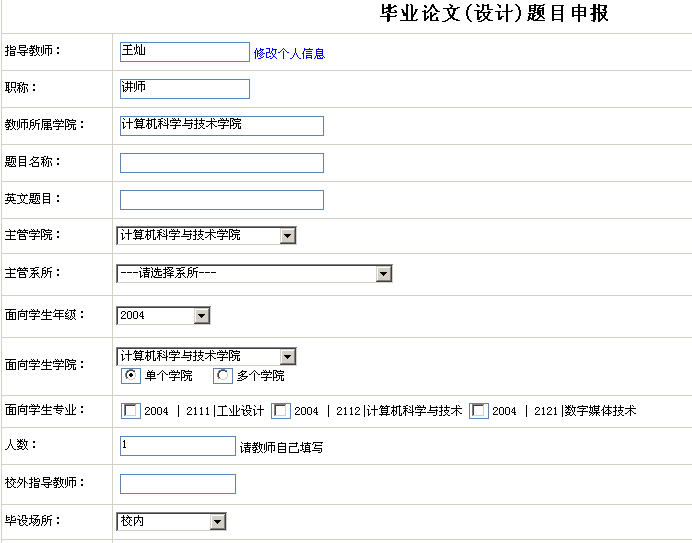 毕业论文(设计)题目申报
指导教师： 王灿 修改个人信息
职称： 讲师
教师所属学院： 计算机科学与技术学院
题目名称：
英文题目：
主管学院： 计算机科学与技术学院
主管系所： ---请选择系所---
面向学生年级： 2004
面向学生学院： 计算机科学与技术学院
单个学院 多个学院
面向学生专业： 2004 | 2111|工业设计 2004 | 2112|计算机科学与技术 2004 | 2121|数字媒体技术
人数： 1 请教师自己填写
校外指导教师：
毕设场所： 校内